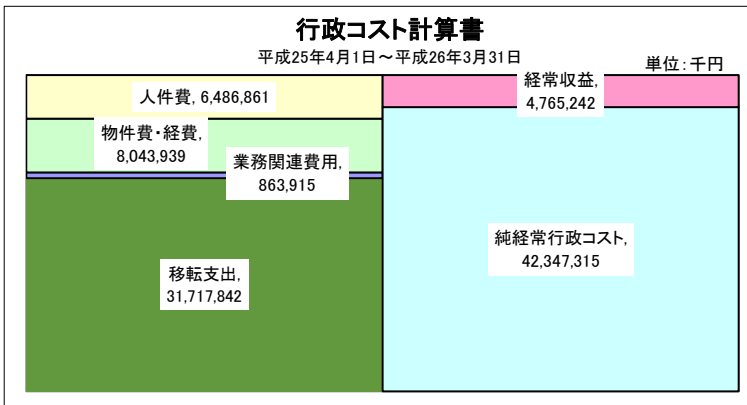 行政コスト計算書
平成25年4月1日～平成26年3月31日
単位：千円
人件費, 6,486,861
物件費・経費,
8,043,939
業務関連費用,
863,915
移転支出,
31,717,842
経常収益,
4,765,242
純経常行政コスト,
42,347,315